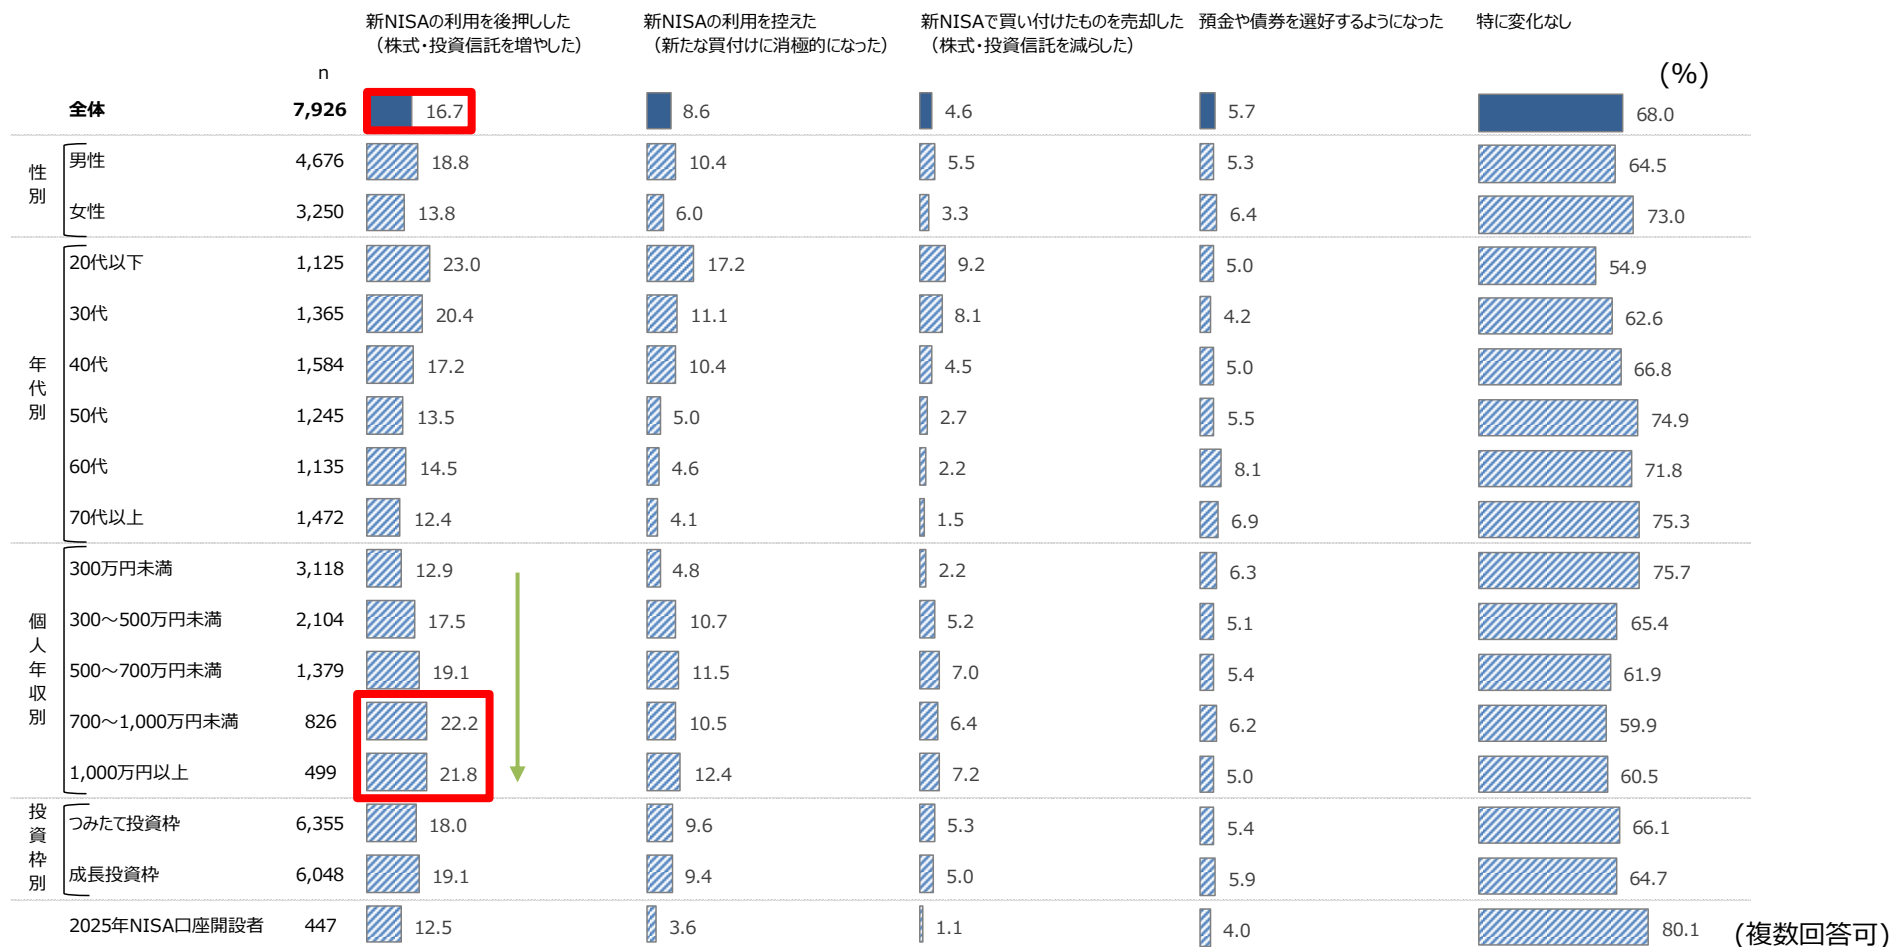 新NISAの利用を後押しした 新NISAの利用を控えた 新NISAで買い付けたものを売却した 預金や債券を選好するようになった 特に変化なし
（株式・投資信託を増やした） （新たな買付けに消極的になった） （株式・投資信託を減らした）
n (%)
全体 7,926 16.7 8.6 4.6 5.7 68.0
性別
男性 4,676 18.8 10.4 5.5 5.3 64.5
女性 3,250 13.8 6.0 3.3 6.4 73.0
年代別
20代以下 1,125 23.0 17.2 9.2 5.0 54.9
30代 1,365 20.4 11.1 8.1 4.2 62.6
40代 1,584 17.2 10.4 4.5 5.0 66.8
50代 1,245 13.5 5.0 2.7 5.5 74.9
60代 1,135 14.5 4.6 2.2 8.1 71.8
70代以上 1,472 12.4 4.1 1.5 6.9 75.3
個人年収別
300万円未満 3,118 12.9 4.8 2.2 6.3 75.7
300～500万円未満 2,104 17.5 10.7 5.2 5.1 65.4
500～700万円未満 1,379 19.1 11.5 7.0 5.4 61.9
700～1,000万円未満 826 22.2 10.5 6.4 6.2 59.9
1,000万円以上 499 21.8 12.4 7.2 5.0 60.5
投資枠別
つみたて投資枠 6,355 18.0 9.6 5.3 5.4 66.1
成長投資枠 6,048 19.1 9.4 5.0 5.9 64.7
2025年NISA口座開設者 447 12.5 3.6 1.1 4.0 80.1
(複数回答可)